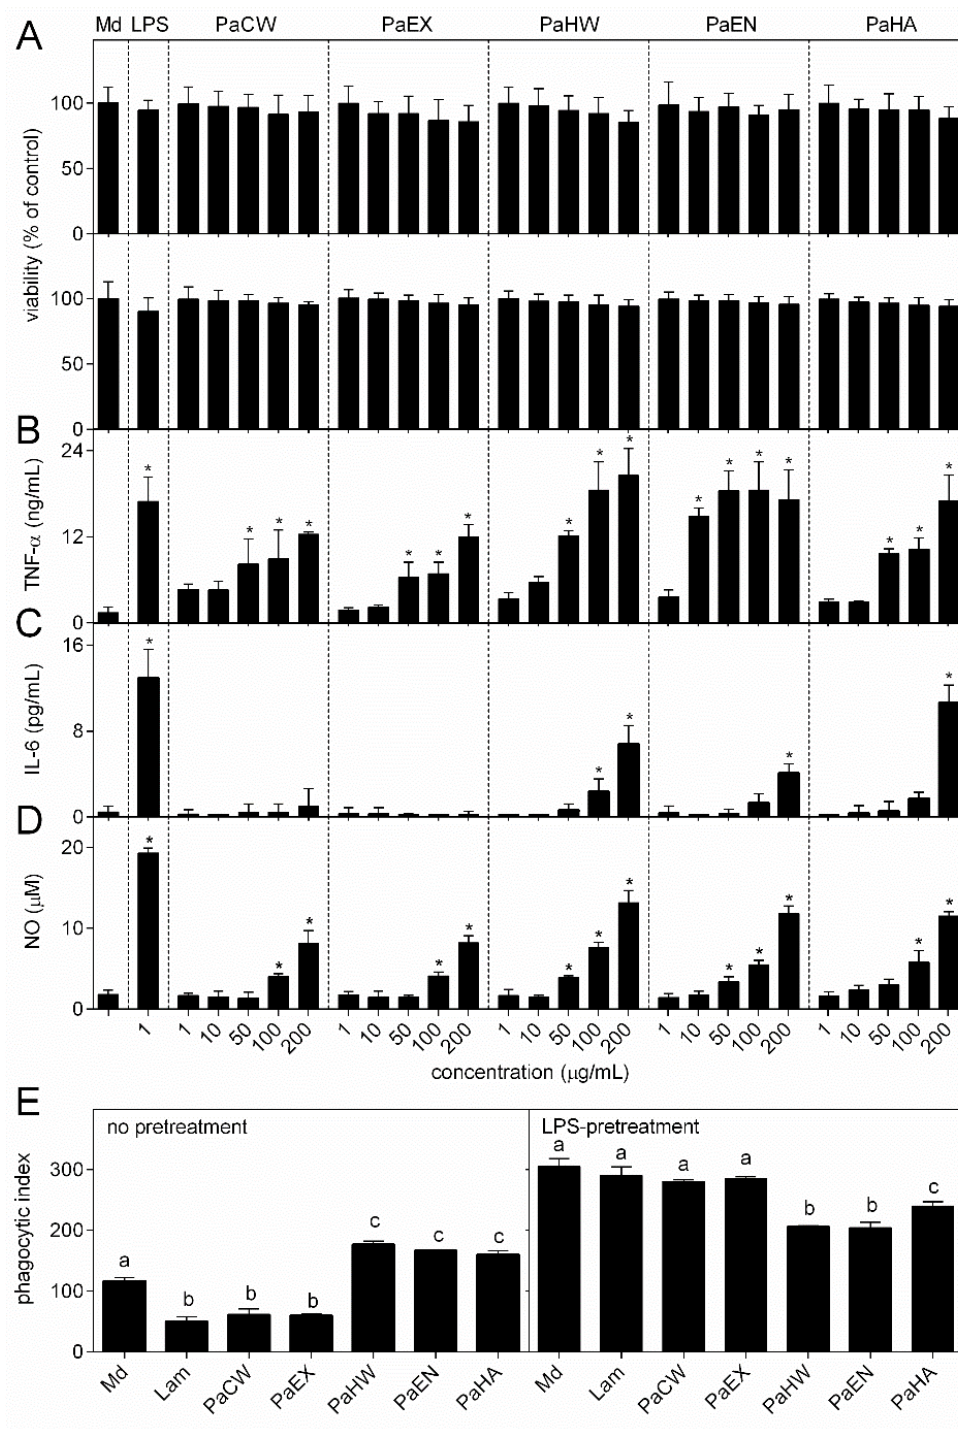 A
Md LPS PaCW PaEX PaHW PaEN PaHA
100
50
0
viability (% of control)
100
50
0
B
24
12
0
TNF-α (ng/mL)
* * * * * * * * * * * * * * * * *
C
16
8
0
IL-6 (pg/mL)
* * * * *
D
20
10
0
NO (μM)
* * * * * * * * * * * * *
1 1 10 50 100 200 1 10 50 100 200 1 10 50 100 200 1 10 50 100 200 1 10 50 100 200
concentration (μg/mL)
E
no pretreatment LPS-pretreatment
300
200
100
0
phagocytic index
a b b b c c c a a a a b b c
Md Lam PaCW PaEX PaHW PaEN PaHA Md Lam PaCW PaEX PaHW PaEN PaHA